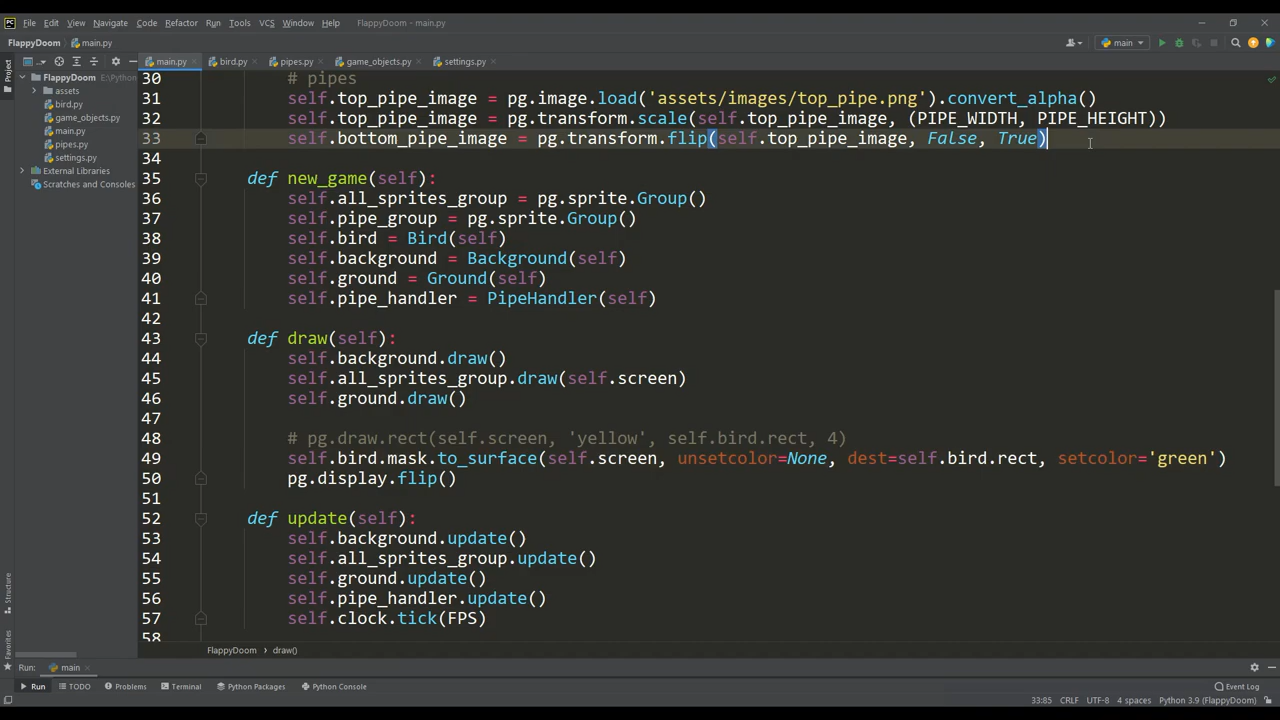 PC File Edit View Navigate Code Refactor Run Tools VCS Window Help FlappyDoom - main.py
FlappyDoom main.py main
Project main.py bird.py pipes.py game_objects.py settings.py
FlappyDoom E:\Python
assets
bird.py
game_objects.py
main.py
pipes.py
settings.py
External Libraries
Scratches and Consoles
30 # pipes
31 self.top_pipe_image = pg.image.load('assets/images/top_pipe.png').convert_alpha()
32 self.top_pipe_image = pg.transform.scale(self.top_pipe_image, (PIPE_WIDTH, PIPE_HEIGHT))
33 self.bottom_pipe_image = pg.transform.flip(self.top_pipe_image, False, True)
34
35 def new_game(self):
36 self.all_sprites_group = pg.sprite.Group()
37 self.pipe_group = pg.sprite.Group()
38 self.bird = Bird(self)
39 self.background = Background(self)
40 self.ground = Ground(self)
41 self.pipe_handler = PipeHandler(self)
42
43 def draw(self):
44 self.background.draw()
45 self.all_sprites_group.draw(self.screen)
46 self.ground.draw()
47
48 # pg.draw.rect(self.screen, 'yellow', self.bird.rect, 4)
49 self.bird.mask.to_surface(self.screen, unsetcolor=None, dest=self.bird.rect, setcolor='green')
50 pg.display.flip()
51
52 def update(self):
53 self.background.update()
54 self.all_sprites_group.update()
55 self.ground.update()
56 self.pipe_handler.update()
57 self.clock.tick(FPS)
58
Structure
Favorites
FlappyDoom draw()
Run: main
Run TODO Problems Terminal Python Packages Python Console Event Log
33:85 CRLF UTF-8 4 spaces Python 3.9 (FlappyDoom)